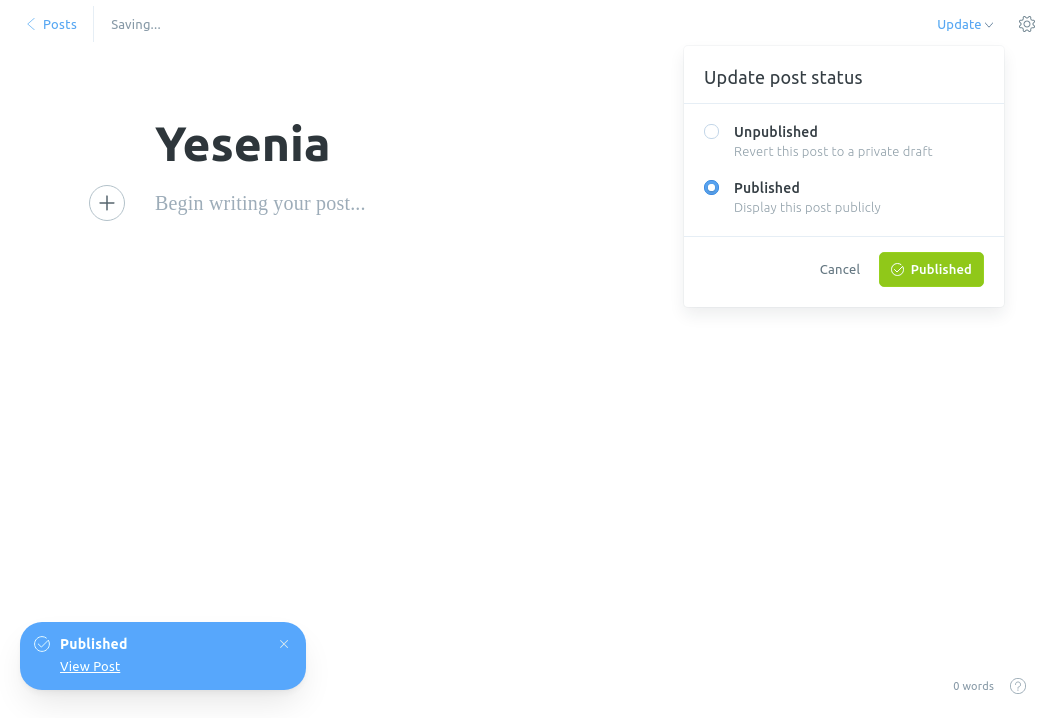 Posts
Saving...
Update
Update post status
Yesenia
Unpublished
Revert this post to a private draft
Published
Display this post publicly
Begin writing your post...
Cancel
Published
Published
View Post
0 words